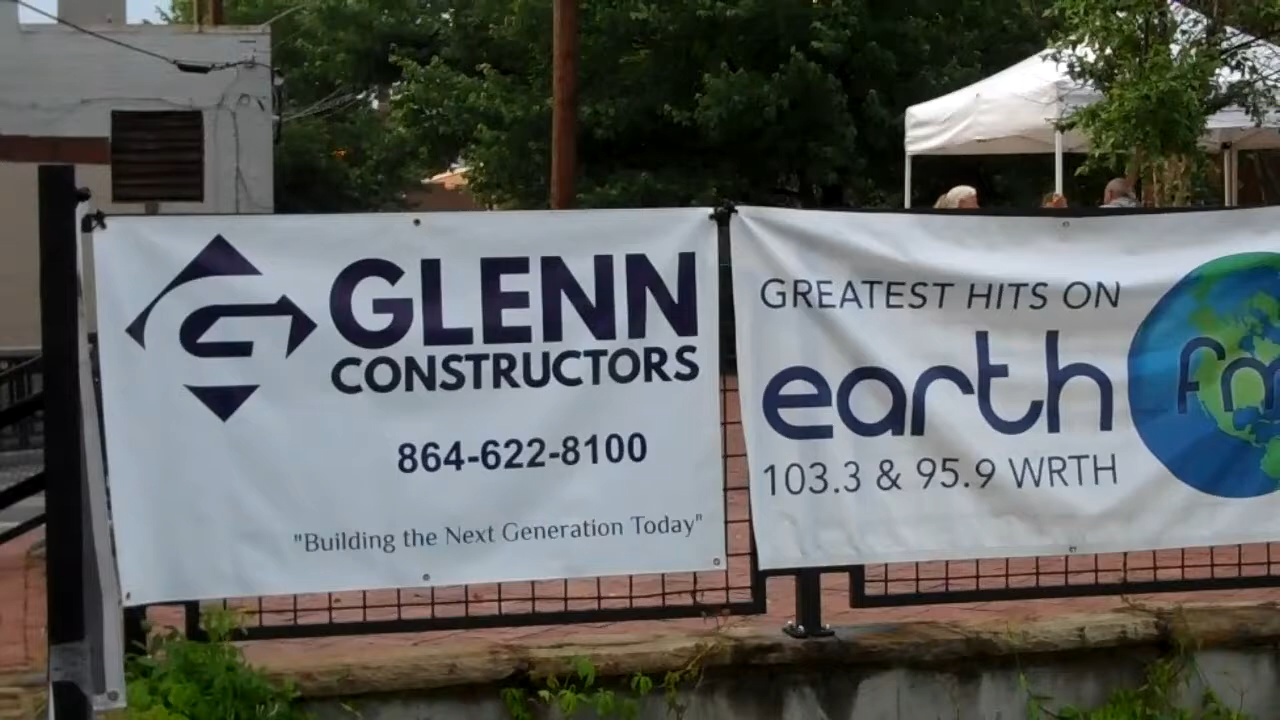 GLENN
CONSTRUCTORS
864-622-8100
"Building the Next Generation Today"
GREATEST HITS ON
earth
fm
103.3 & 95.9 WRTH